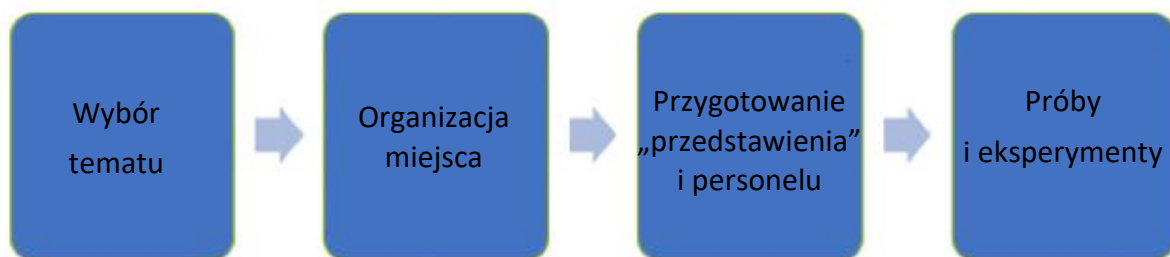 Wybór
tematu
Organizacja
miejsca
Przygotowanie
„przedstawienia”
i personelu
Próby
i eksperymenty